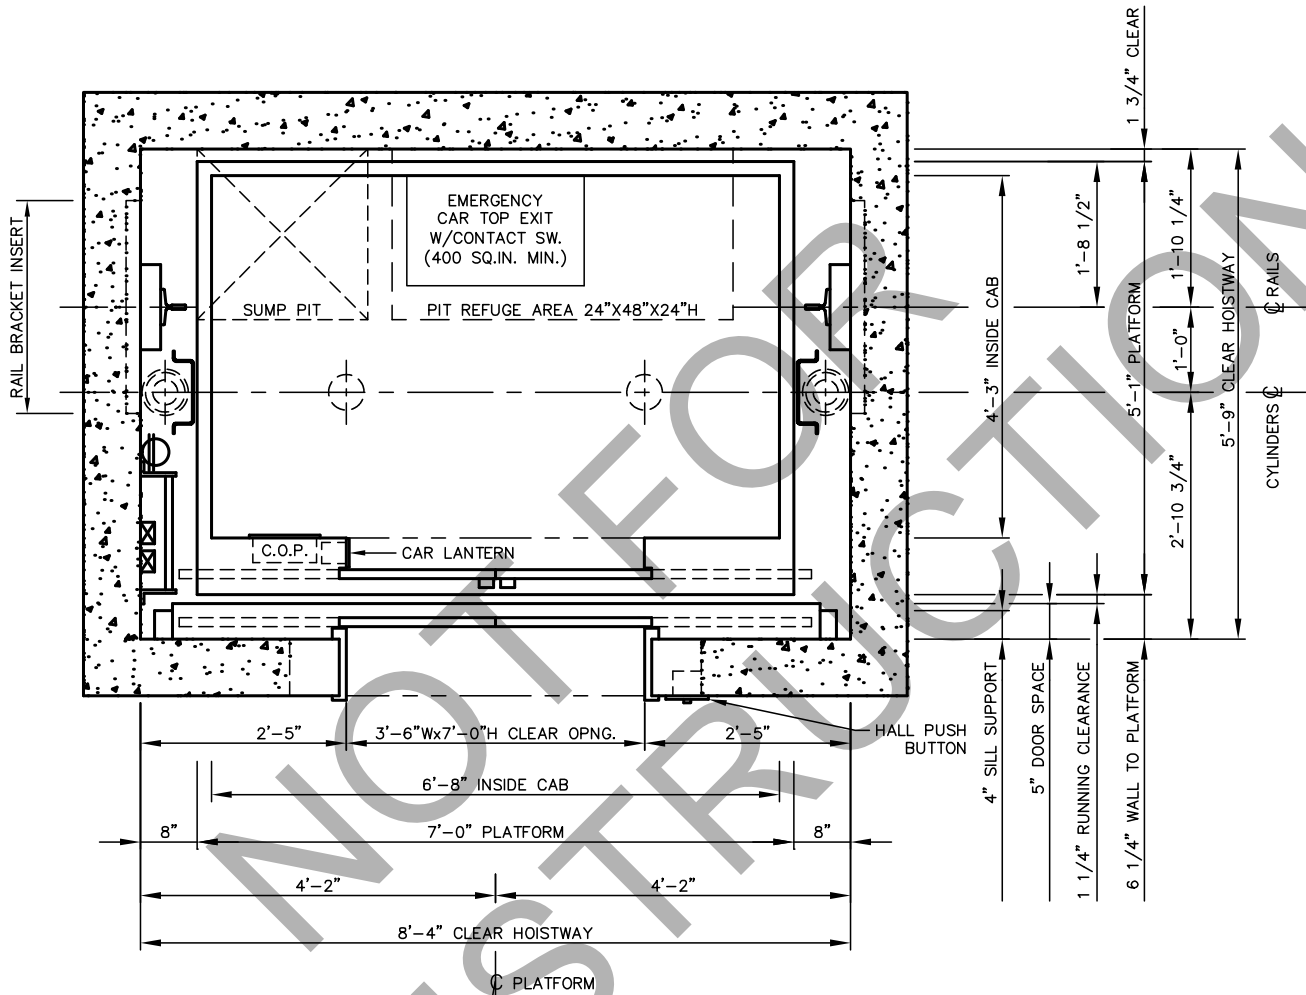 1 3/4" CLEAR
EMERGENCY
CAR TOP EXIT
W/CONTACT SW.
(400 SQ.IN. MIN.)
SUMP PIT
PIT REFUGE AREA 24"X48"X24"H
RAIL BRACKET INSERT
4'-3" INSIDE CAB
1'-8 1/2"
5'-1" PLATFORM
1'-10 1/4"
1'-0"
2'-10 3/4"
5'-9" CLEAR HOISTWAY
℄ RAILS
CYLINDERS ℄
C.O.P.
CAR LANTERN
HALL PUSH
BUTTON
4" SILL SUPPORT
5" DOOR SPACE
1 1/4" RUNNING CLEARANCE
6 1/4" WALL TO PLATFORM
2'-5"
3'-6"Wx7'-0"H CLEAR OPNG.
2'-5"
6'-8" INSIDE CAB
8"
7'-0" PLATFORM
8"
4'-2"
4'-2"
8'-4" CLEAR HOISTWAY
℄ PLATFORM
NOT FOR
NSTRUCTION